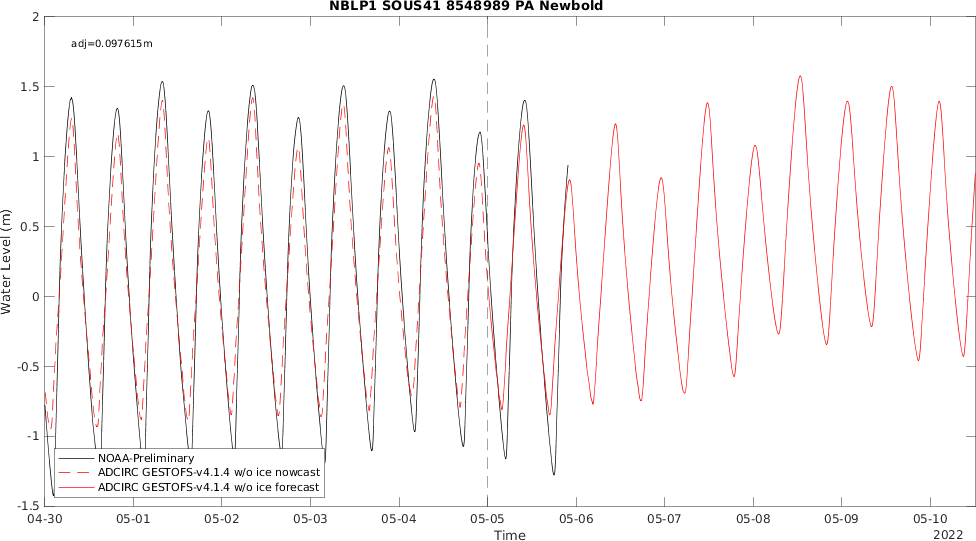 NBLP1 SOUS41 8548989 PA Newbold
adj=0.097615m
Water Level (m)
2
1.5
1
0.5
0
-0.5
-1
-1.5
NOAA-Preliminary
ADCIRC GESTOFS-v4.1.4 w/o ice nowcast
ADCIRC GESTOFS-v4.1.4 w/o ice forecast
04-30 05-01 05-02 05-03 05-04 05-05 05-06 05-07 05-08 05-09 05-10
Time
2022